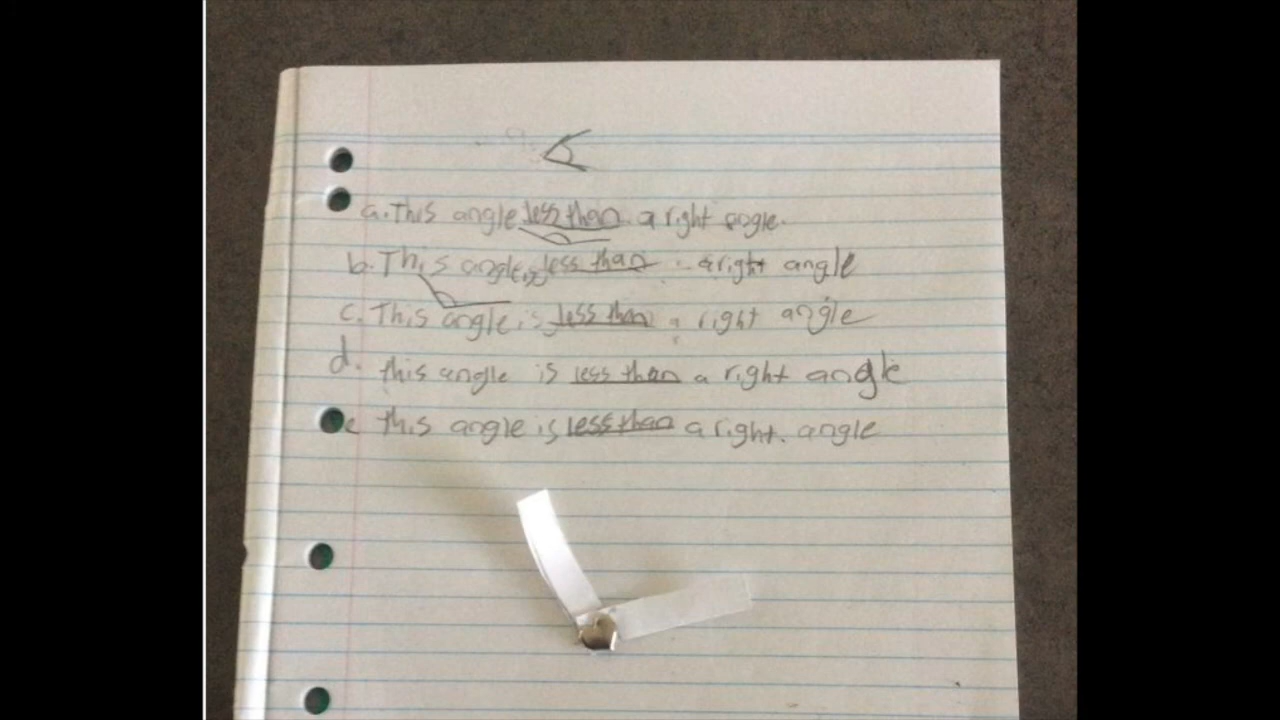 a. This angle less than a right angle.
b. This angle is less than a right angle
c. This angle is less than a right angle
d. this angle is less than a right angle
e this angle is less than a right. angle